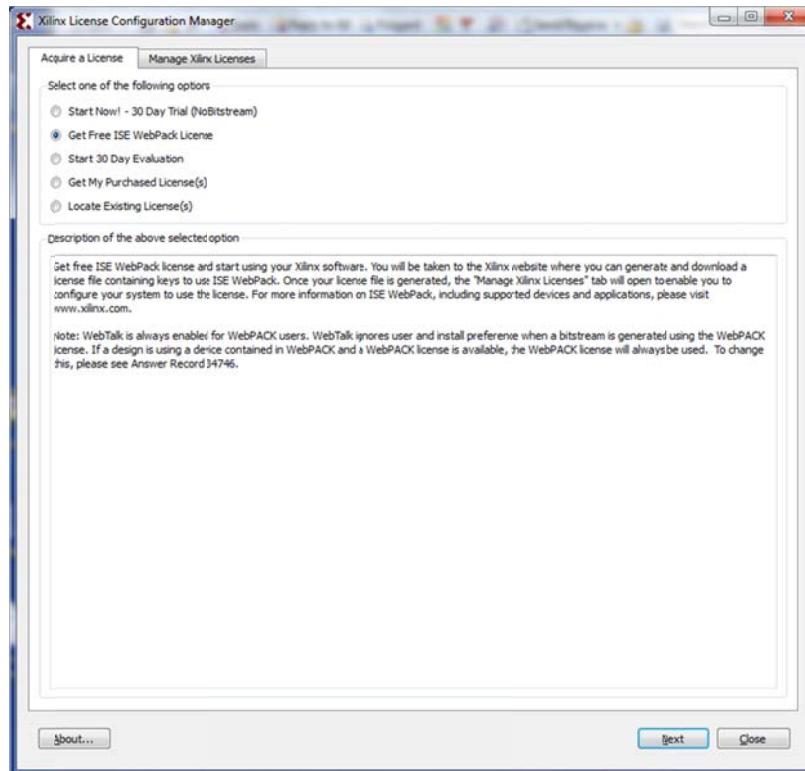 Xilinx License Configuration Manager
Acquire a License
Manage Xilinx Licenses
Select one of the following options
Start Now! - 30 Day Trial (NoBitstream)
Get Free ISE WebPack License
Start 30 Day Evaluation
Get My Purchased License(s)
Locate Existing License(s)
Description of the above selected option
Get free ISE WebPack license and start using your Xilinx software. You will be taken to the Xilinx website where you can generate and download a
license file containing keys to use ISE WebPack. Once your license file is generated, the "Manage Xilinx Licenses" tab will open to enable you to
configure your system to use the license. For more information on ISE WebPack, including supported devices and applications, please visit
www.xilinx.com.
Note: WebTalk is always enabled for WebPACK users. WebTalk ignores user and install preference when a bitstream is generated using the WebPACK
license. If a design is using a device contained in WebPACK and a WebPACK license is available, the WebPACK license will always be used. To change
this, please see Answer Record 34746.
About...
Next
Close